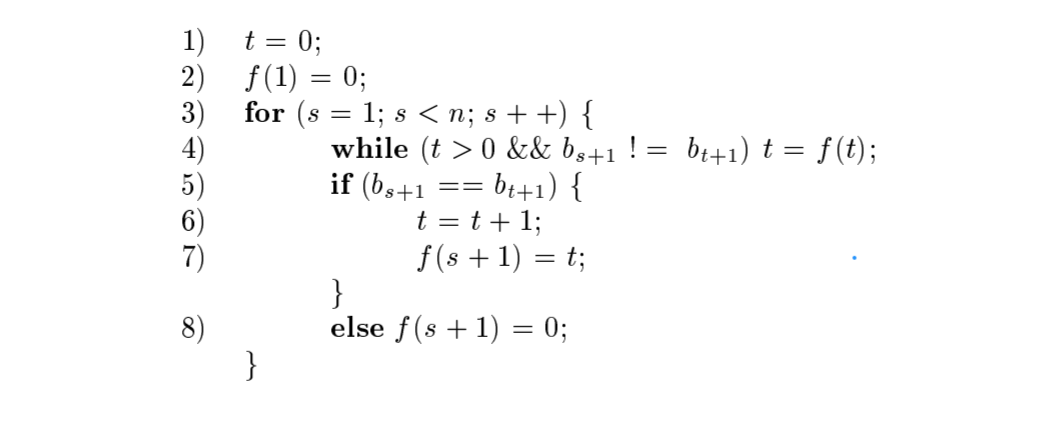 1) t = 0;
2) f(1) = 0;
3) for (s = 1; s < n; s + +) {
4) while (t > 0 && b_{s+1} ! = b_{t+1}) t = f(t);
5) if (b_{s+1} == b_{t+1}) {
6) t = t + 1;
7) f(s + 1) = t;
}
8) else f(s + 1) = 0;
}